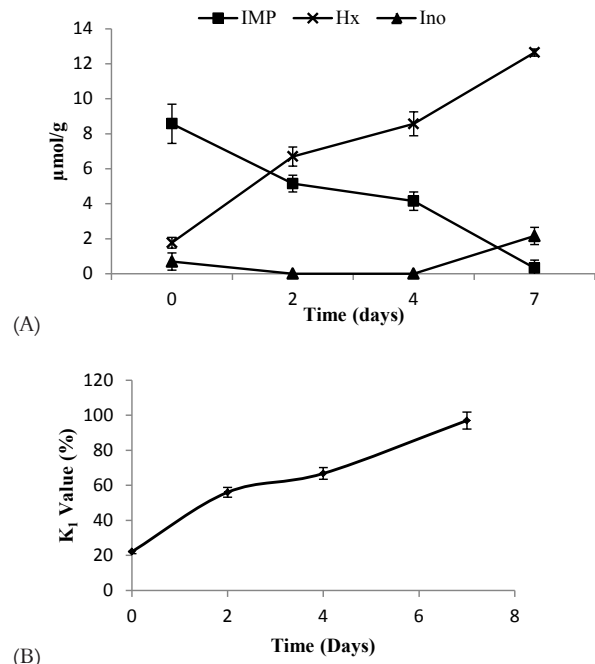 IMP Hx Ino
14
12
10
8
6
4
2
0
µmol/g
0 2 4 7
Time (days)
(A)
120
100
80
60
40
20
0
K₁ Value (%)
0 2 4 6 8
Time (Days)
(B)